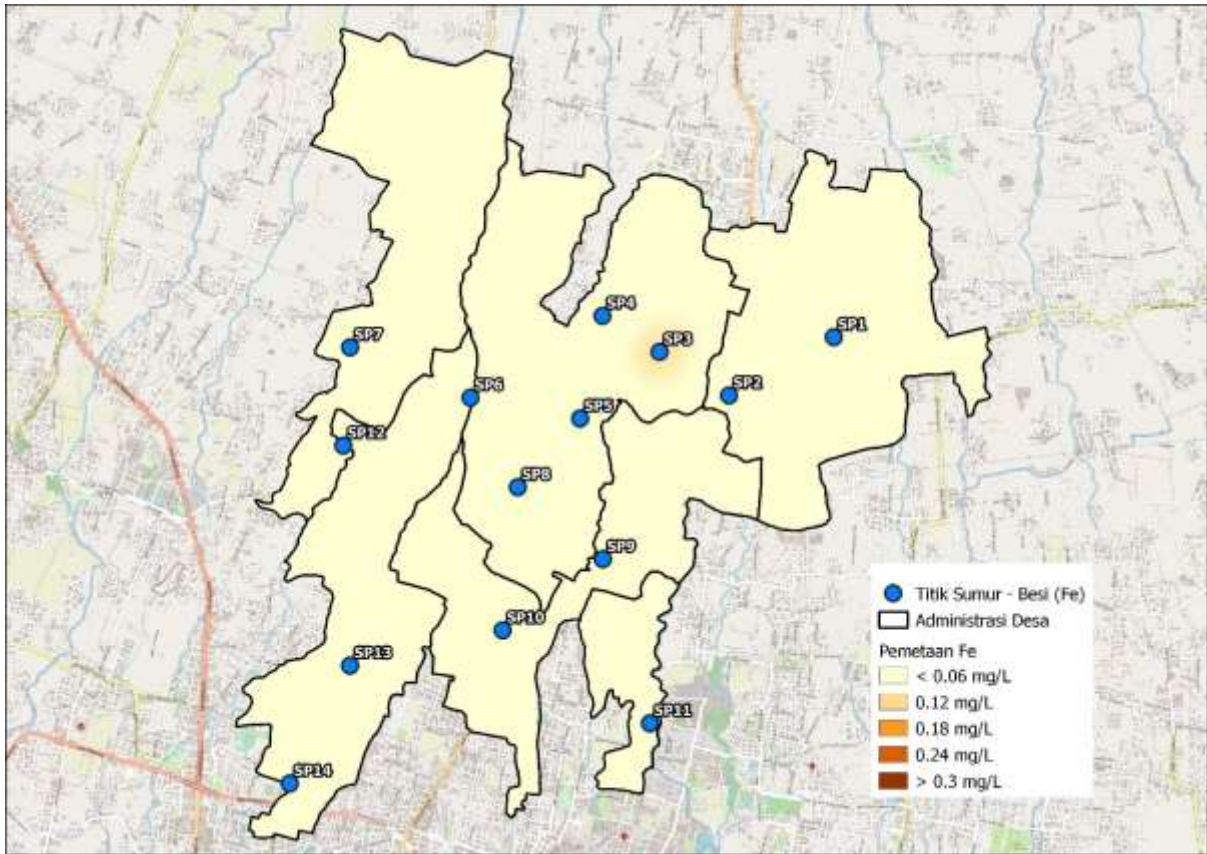 SP4
SP1
SP7
SP3
SP6
SP2
SP5
SP12
SP8
SP9
SP10
SP13
SP11
SP14
Titik Sumur - Besi (Fe)
Administrasi Desa
Pemetaan Fe
< 0.06 mg/L
0.12 mg/L
0.18 mg/L
0.24 mg/L
> 0.3 mg/L